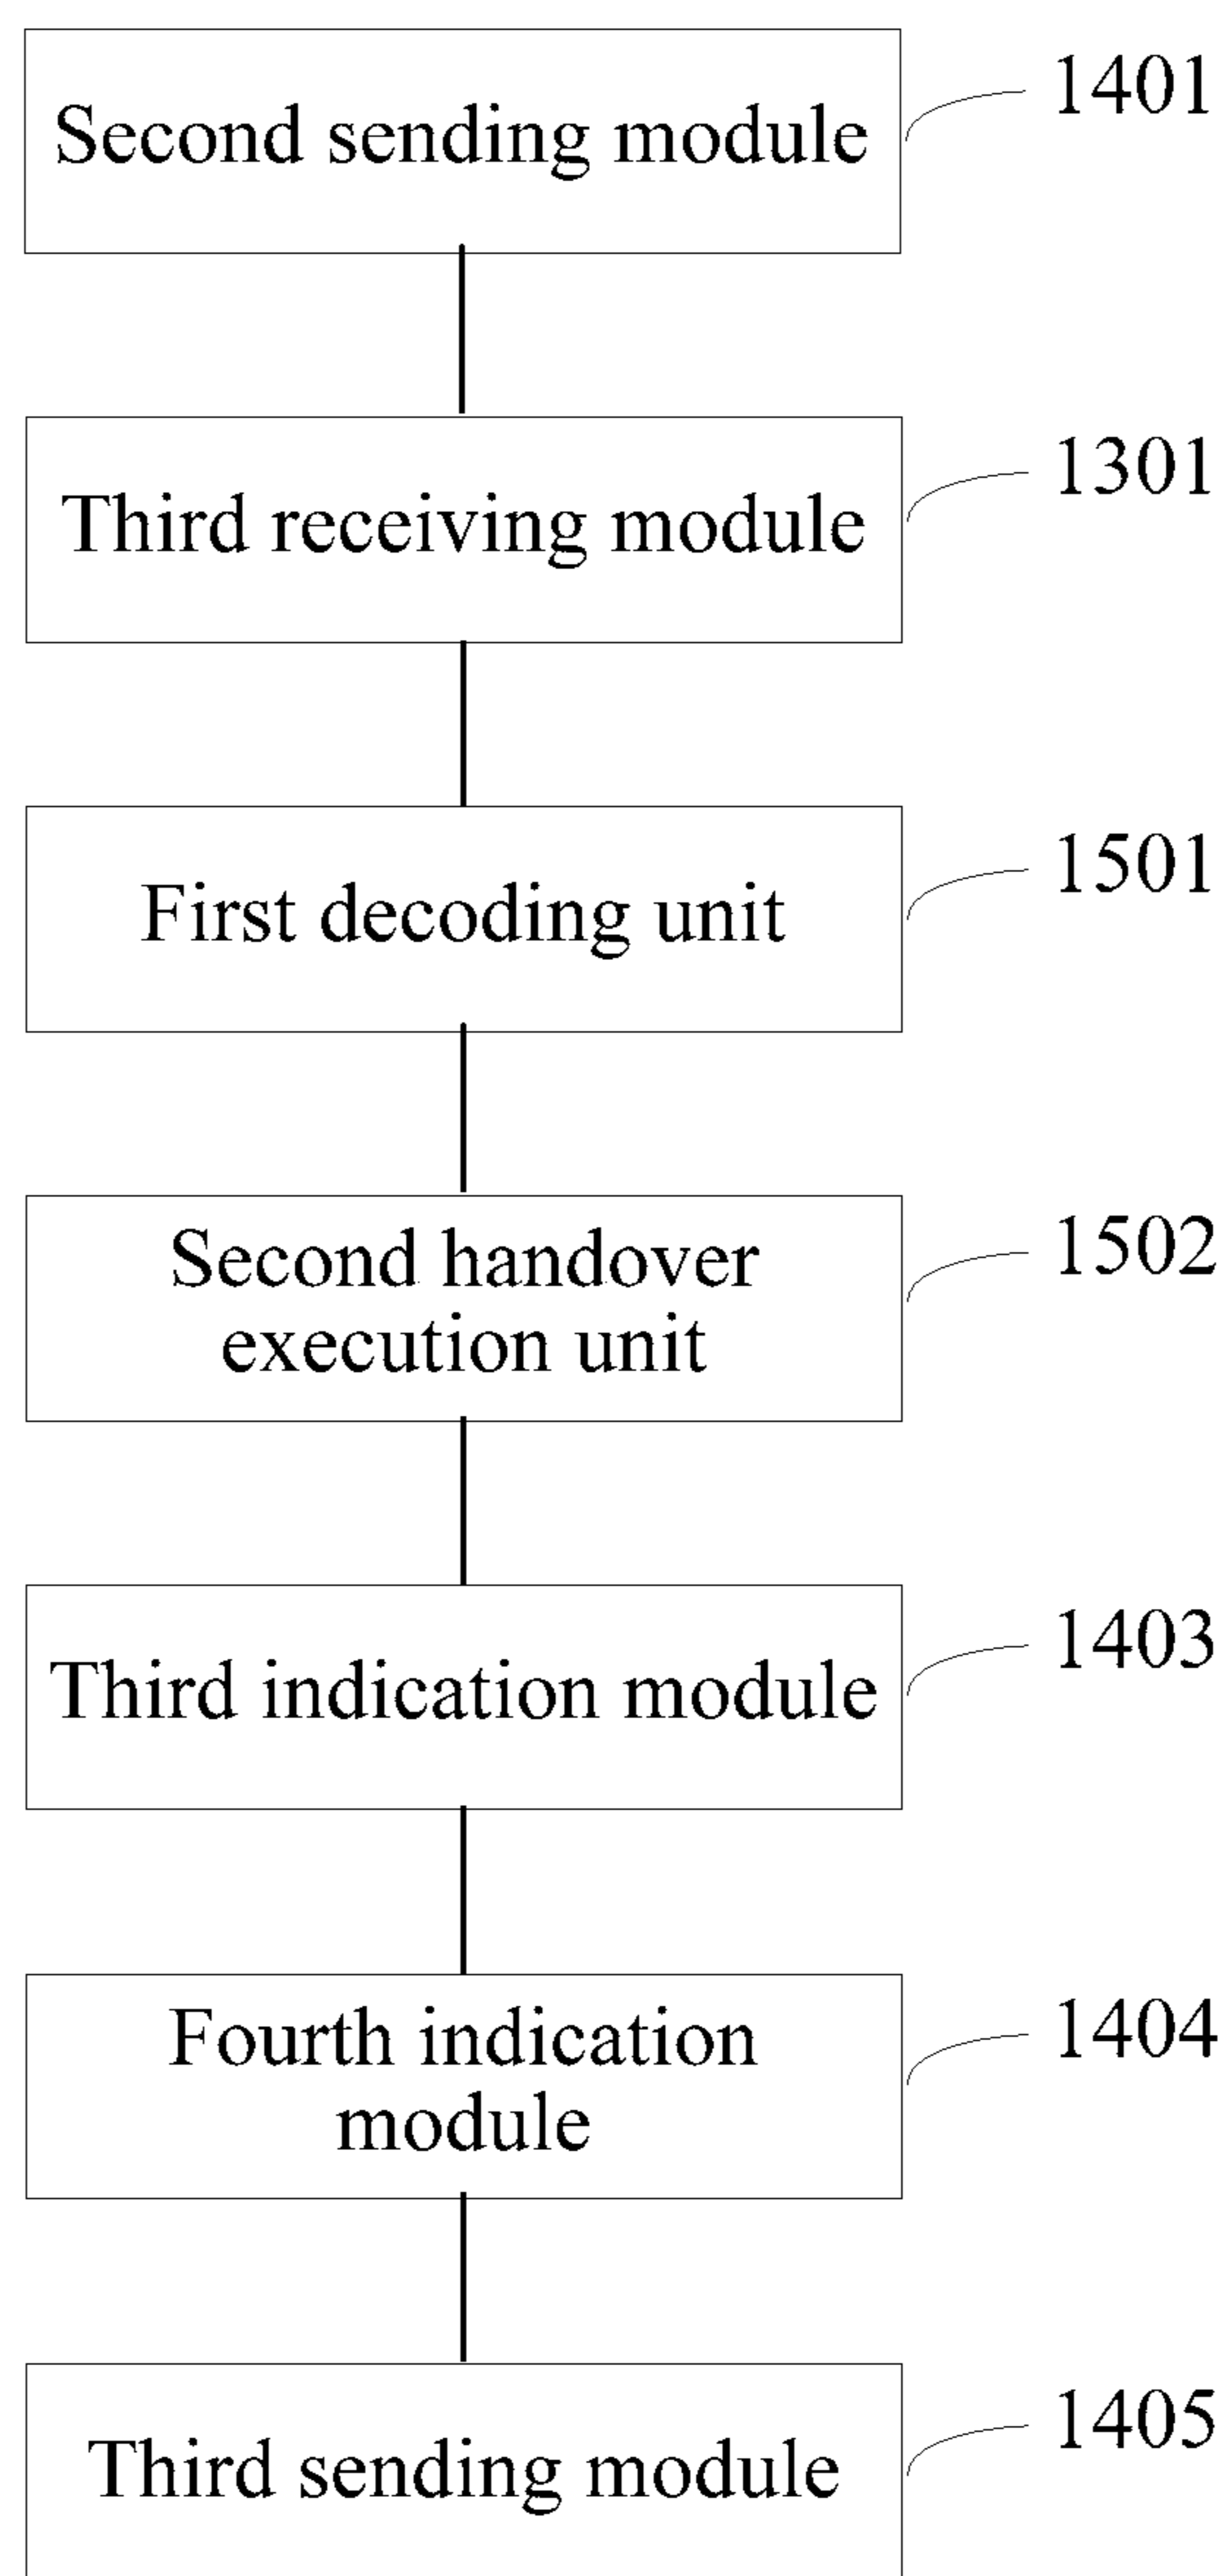 Second sending module
1401
Third receiving module
1301
First decoding unit
1501
Second handover
execution unit
1502
Third indication module
1403
Fourth indication
module
1404
Third sending module
1405